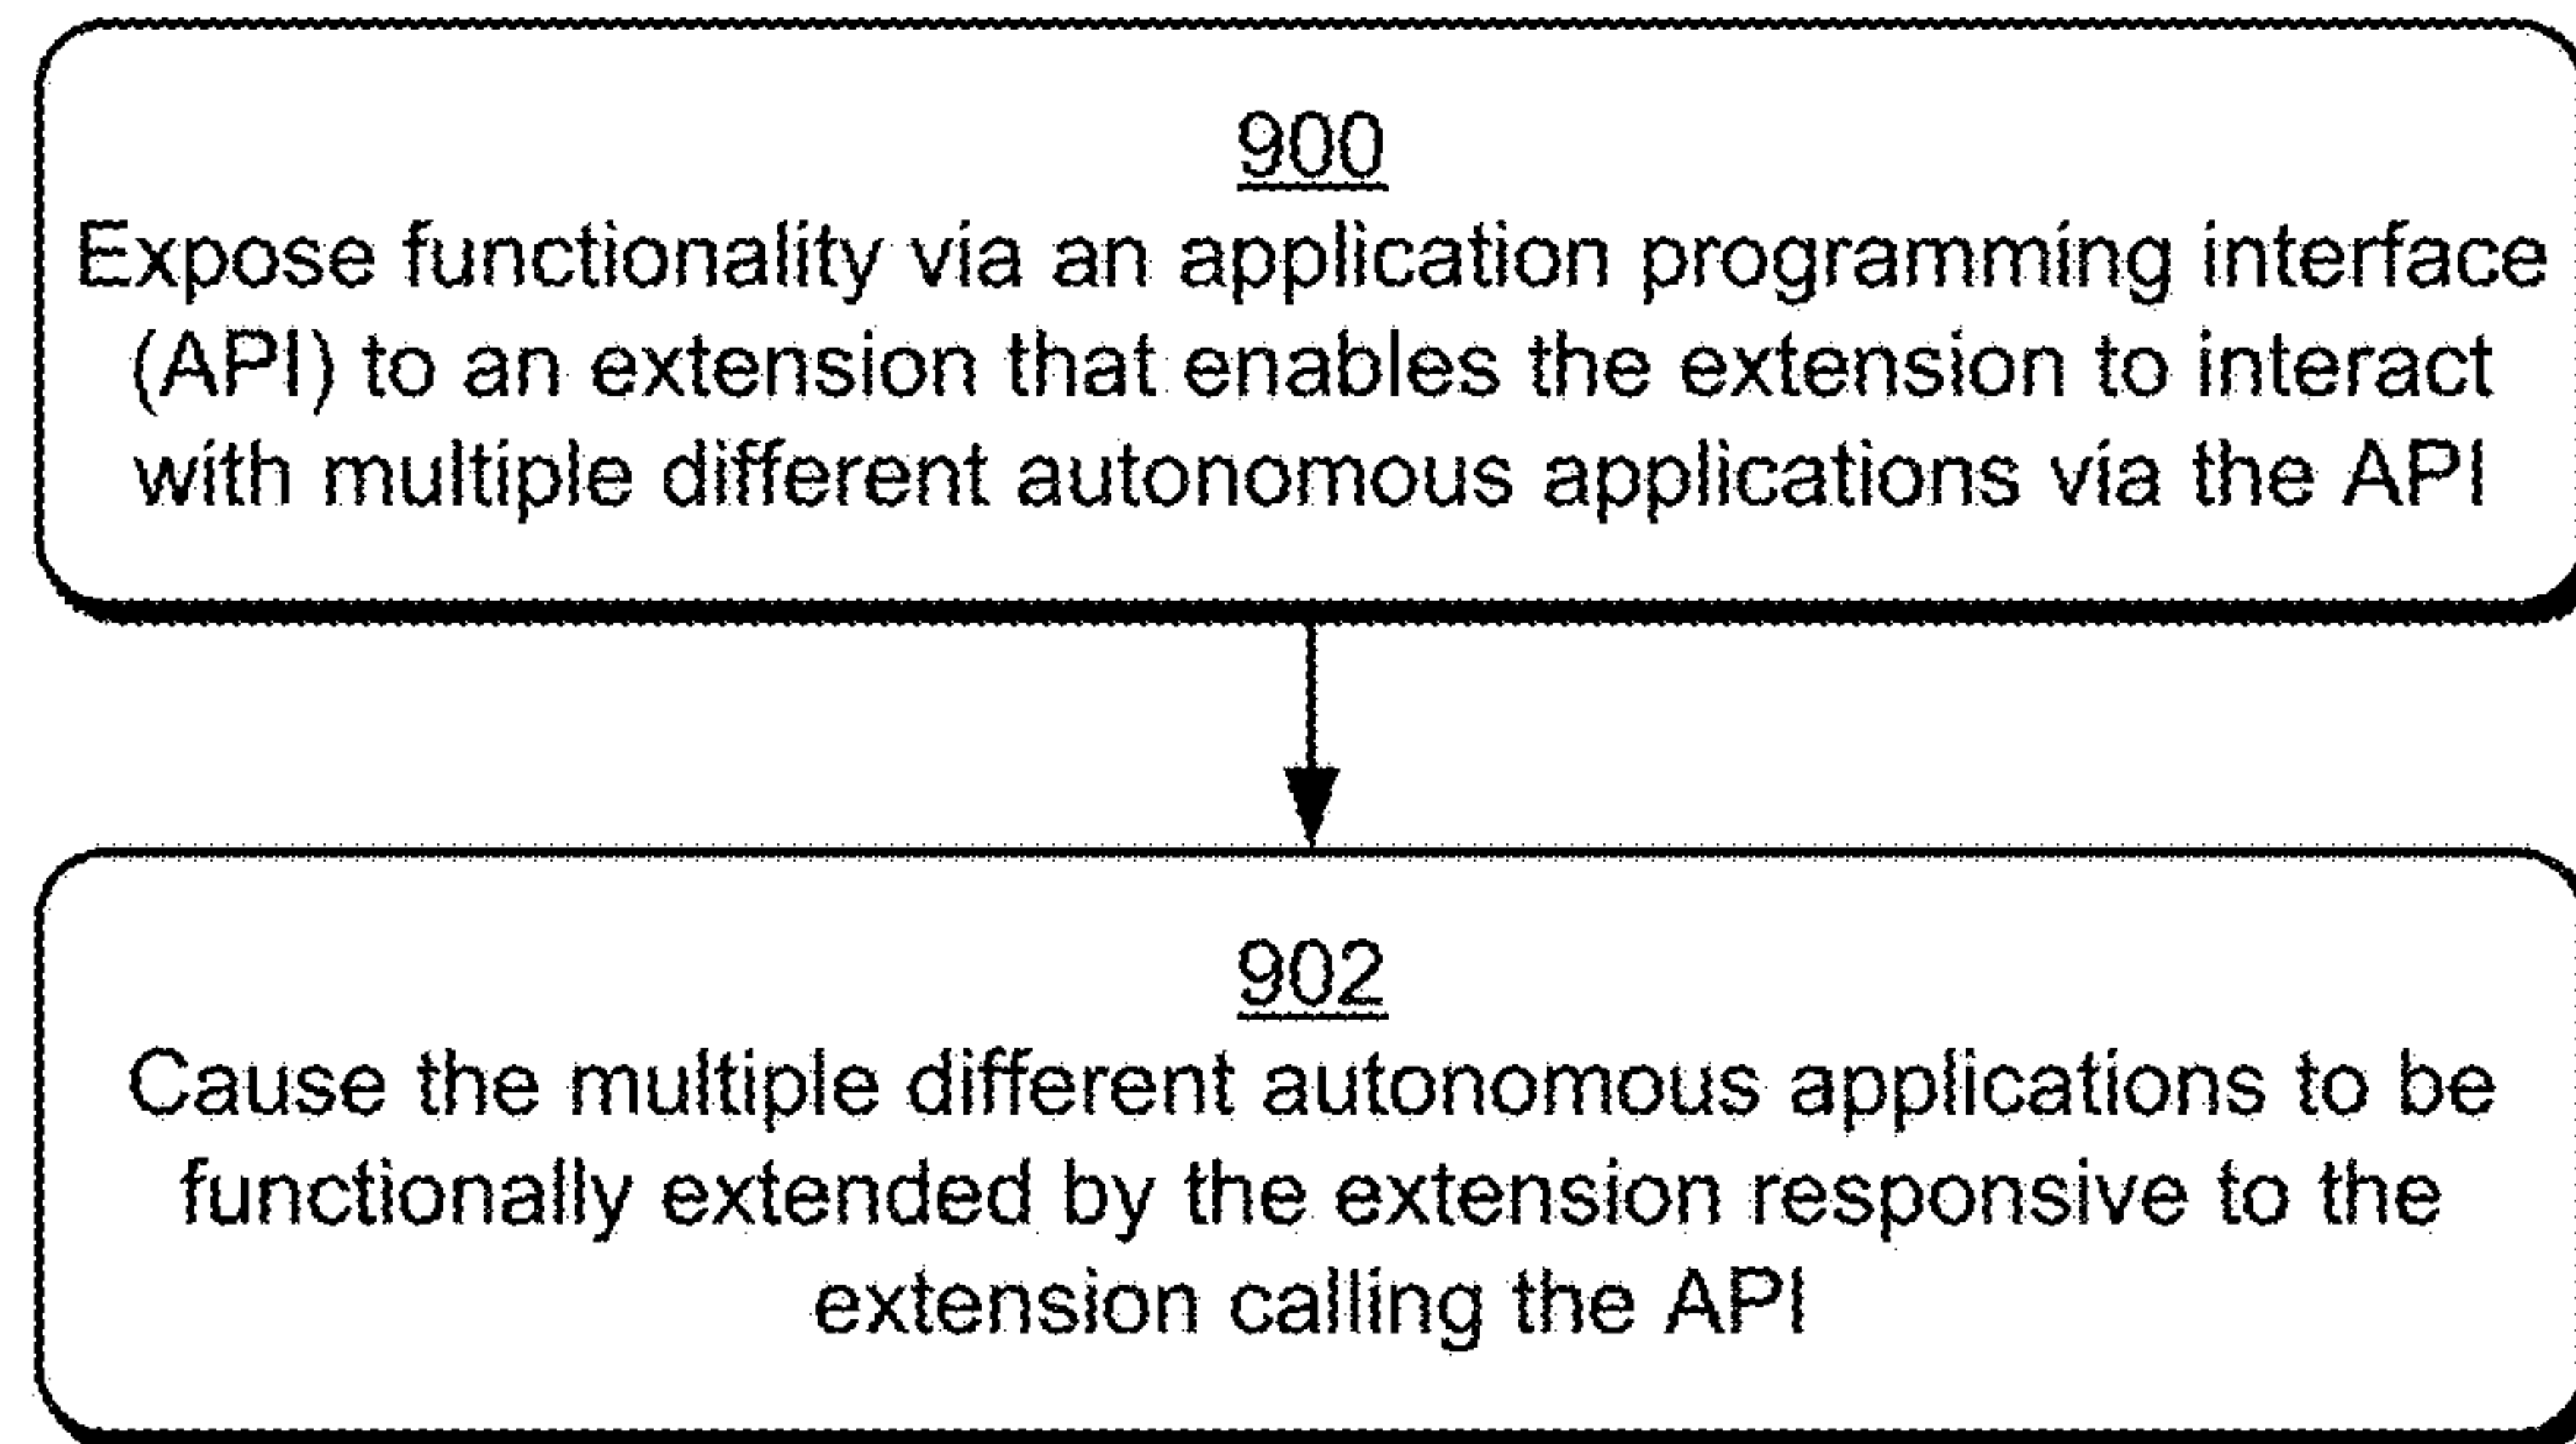 900
Expose functionality via an application programming interface
(API) to an extension that enables the extension to interact
with multiple different autonomous applications via the API
902
Cause the multiple different autonomous applications to be
functionally extended by the extension responsive to the
extension calling the API